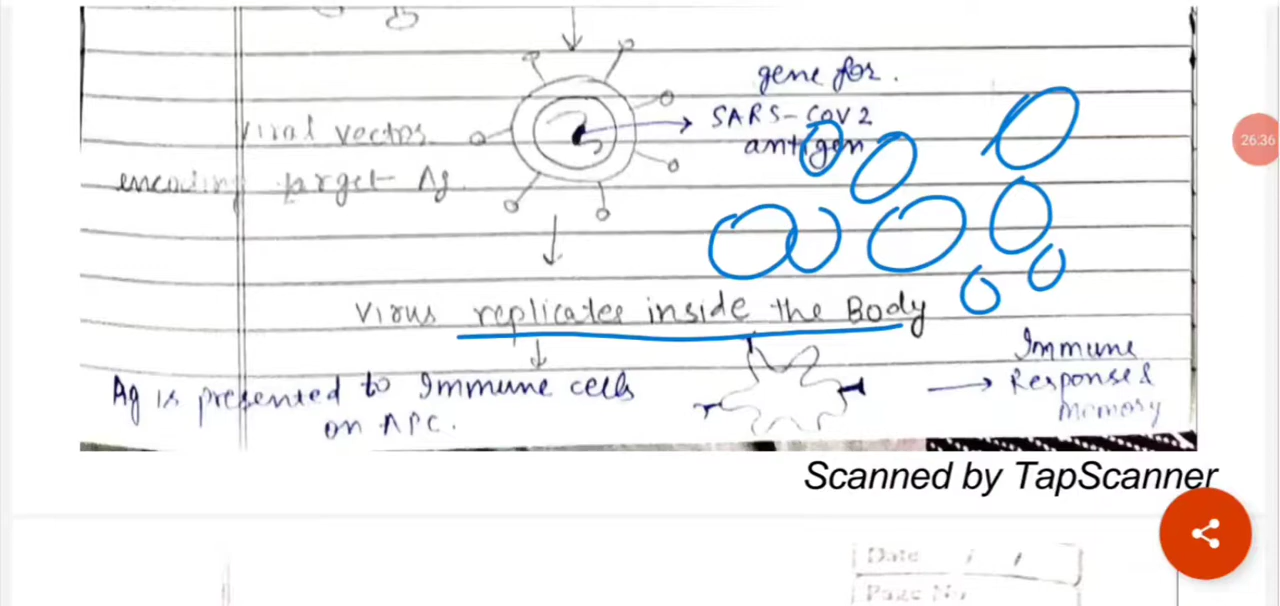 gene for.
SARS-COV 2
antigen
26:36
viral vector
encoding target Ag.
Virus replicates inside the Body
Ag is presented to Immune cells
on APC.
Immune
Response &
Memory
Scanned by TapScanner
Date / /
Page No